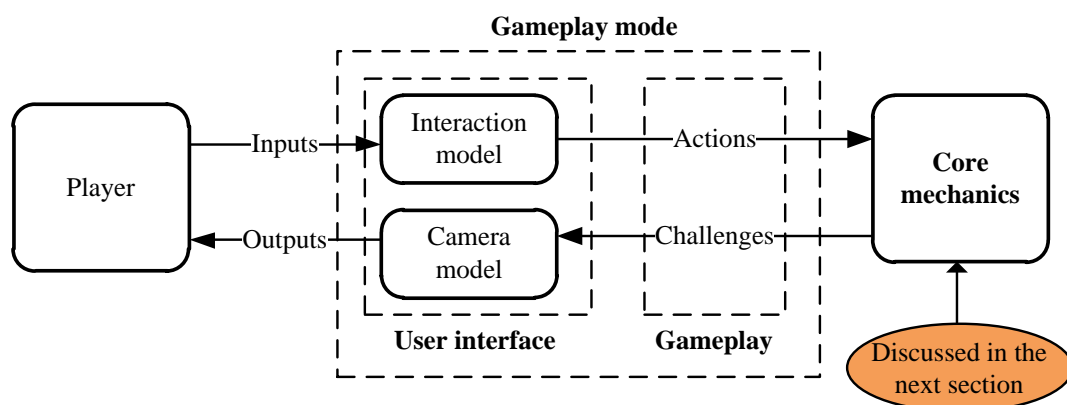 Gameplay mode
Player
Inputs
Interaction
model
Actions
Core
mechanics
Outputs
Camera
model
Challenges
User interface
Gameplay
Discussed in the
next section